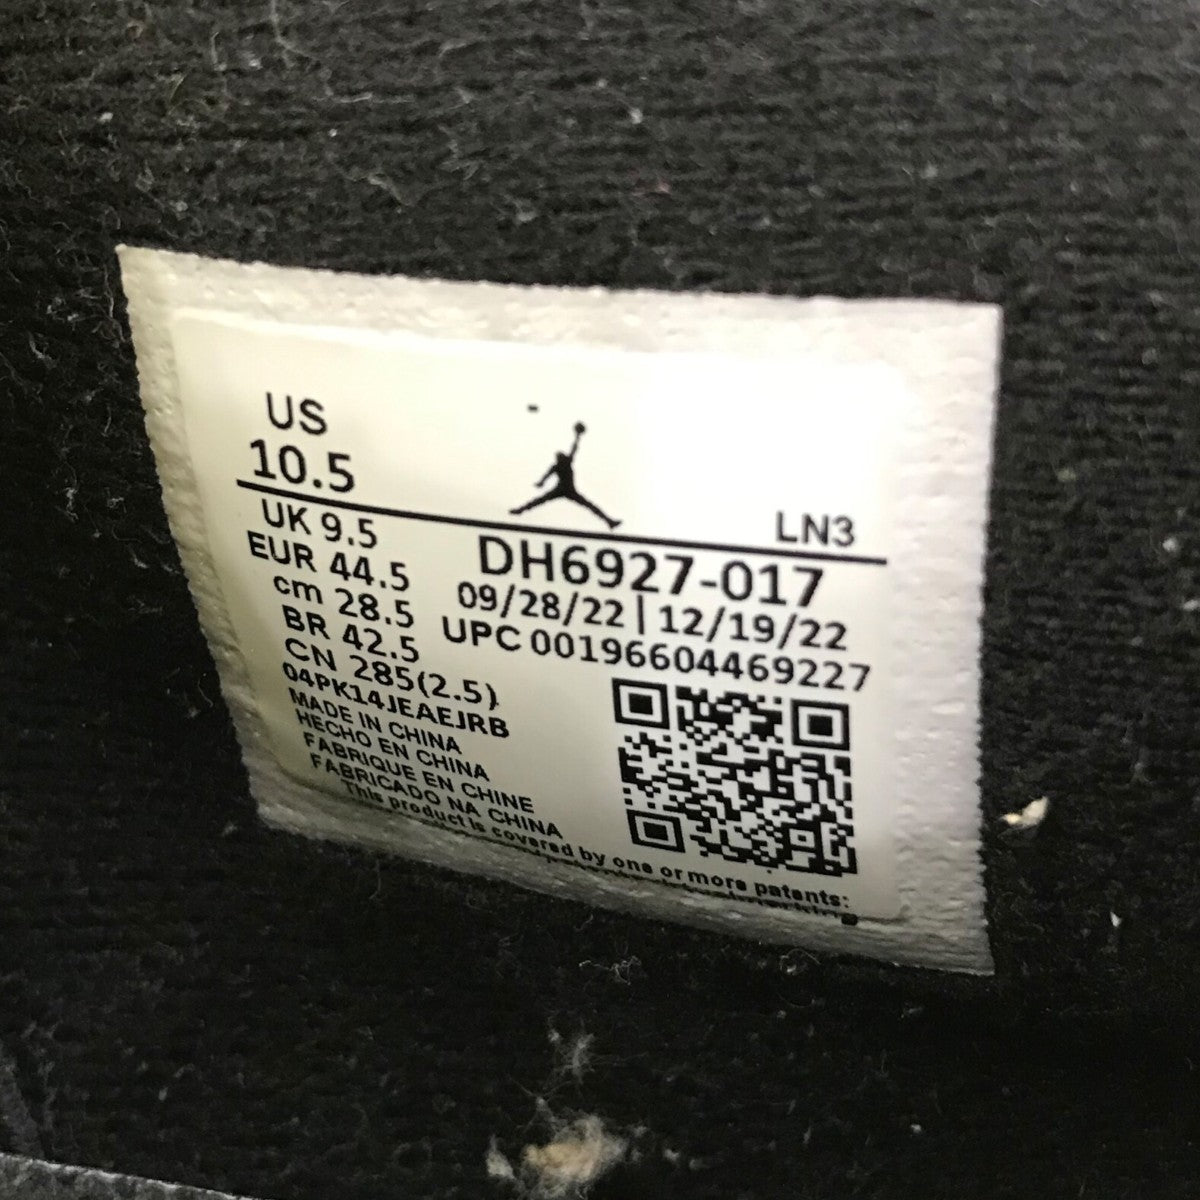 US
10.5
LN3
UK 9.5
EUR 44.5
cm 28.5
BR 42.5
CN 285(2.5)
DH6927-017
09/28/22 | 12/19/22
UPC 00196604469227
04PK14JEAEJRB
MADE IN CHINA
HECHO EN CHINA
FABRIQUE EN CHINE
FABRICADO NA CHINA
This product is covered by one or more patents: